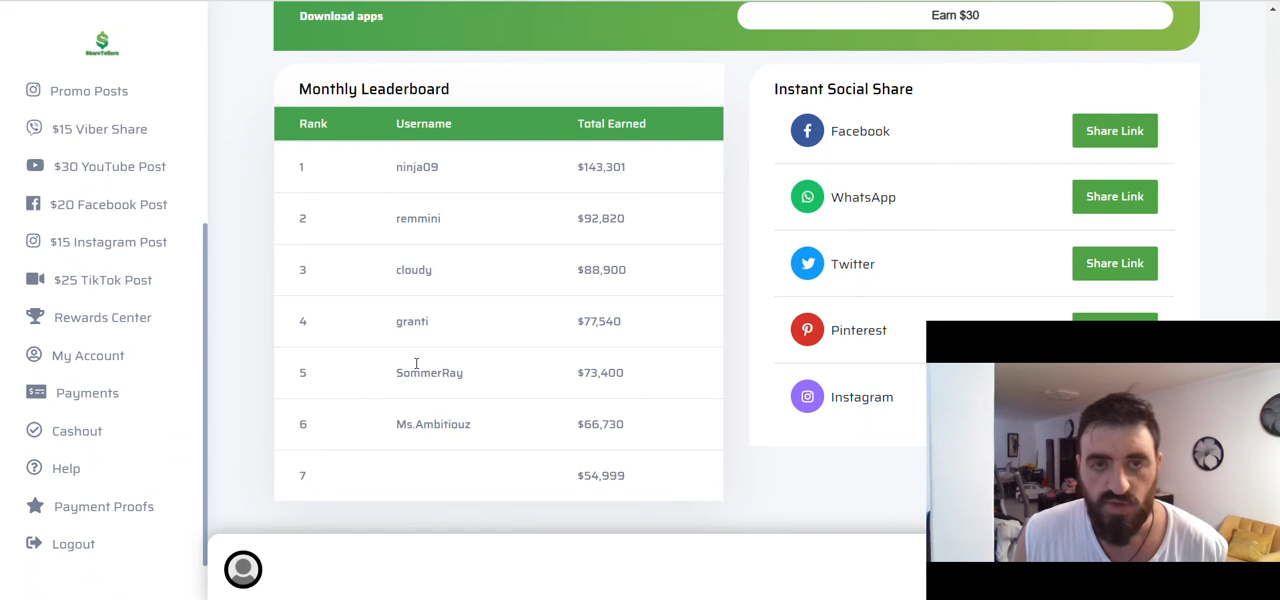 Download apps
Earn $30
ShareToEarn
Promo Posts
$15 Viber Share
$30 YouTube Post
$20 Facebook Post
$15 Instagram Post
$25 TikTok Post
Rewards Center
My Account
Payments
Cashout
Help
Payment Proofs
Logout
Monthly Leaderboard
Rank Username Total Earned
1 ninja09 $143,301
2 remmini $92,820
3 cloudy $88,900
4 granti $77,540
5 SommerRay $73,400
6 Ms.Ambitiouz $66,730
7 $54,999
Instant Social Share
Facebook Share Link
WhatsApp Share Link
Twitter Share Link
Pinterest
Instagram